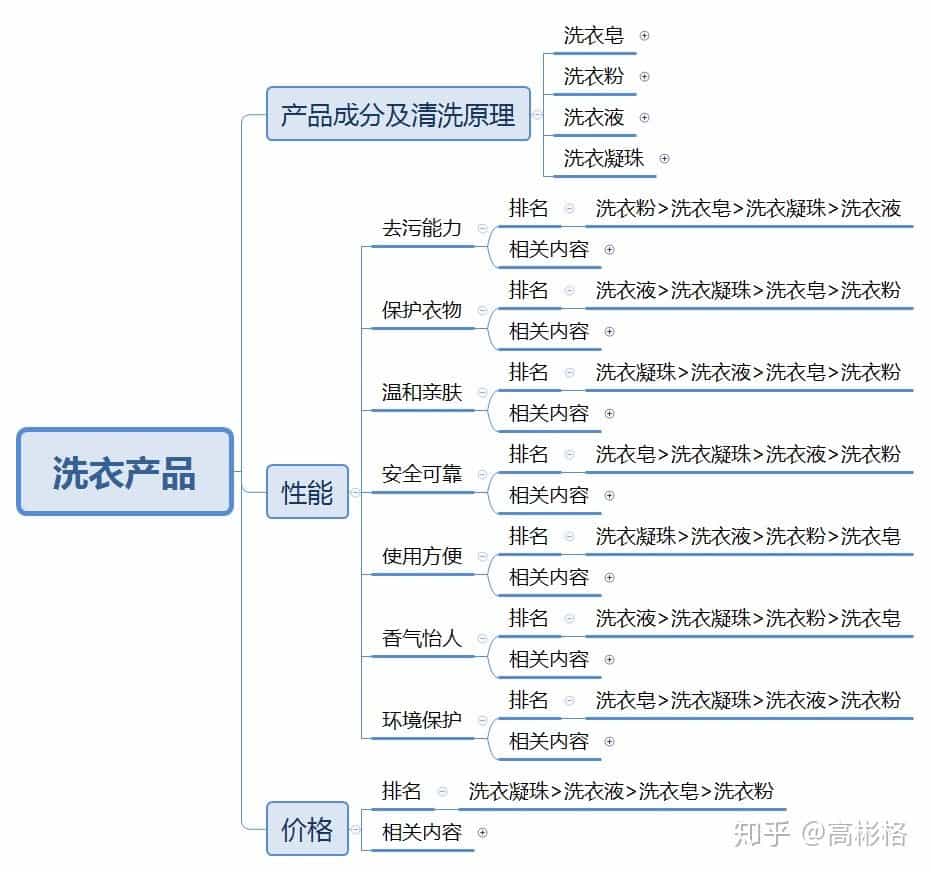 洗衣产品
产品成分及清洗原理
洗衣皂
洗衣粉
洗衣液
洗衣凝珠
性能
去污能力
排名
洗衣粉>洗衣皂>洗衣凝珠>洗衣液
相关内容
保护衣物
排名
洗衣液>洗衣凝珠>洗衣皂>洗衣粉
相关内容
温和亲肤
排名
洗衣凝珠>洗衣液>洗衣皂>洗衣粉
相关内容
安全可靠
排名
洗衣皂>洗衣凝珠>洗衣液>洗衣粉
相关内容
使用方便
排名
洗衣凝珠>洗衣液>洗衣粉>洗衣皂
相关内容
香气怡人
排名
洗衣液>洗衣凝珠>洗衣粉>洗衣皂
相关内容
环境保护
排名
洗衣皂>洗衣凝珠>洗衣液>洗衣粉
相关内容
价格
排名
洗衣凝珠>洗衣液>洗衣皂>洗衣粉
相关内容
知乎 @高彬格